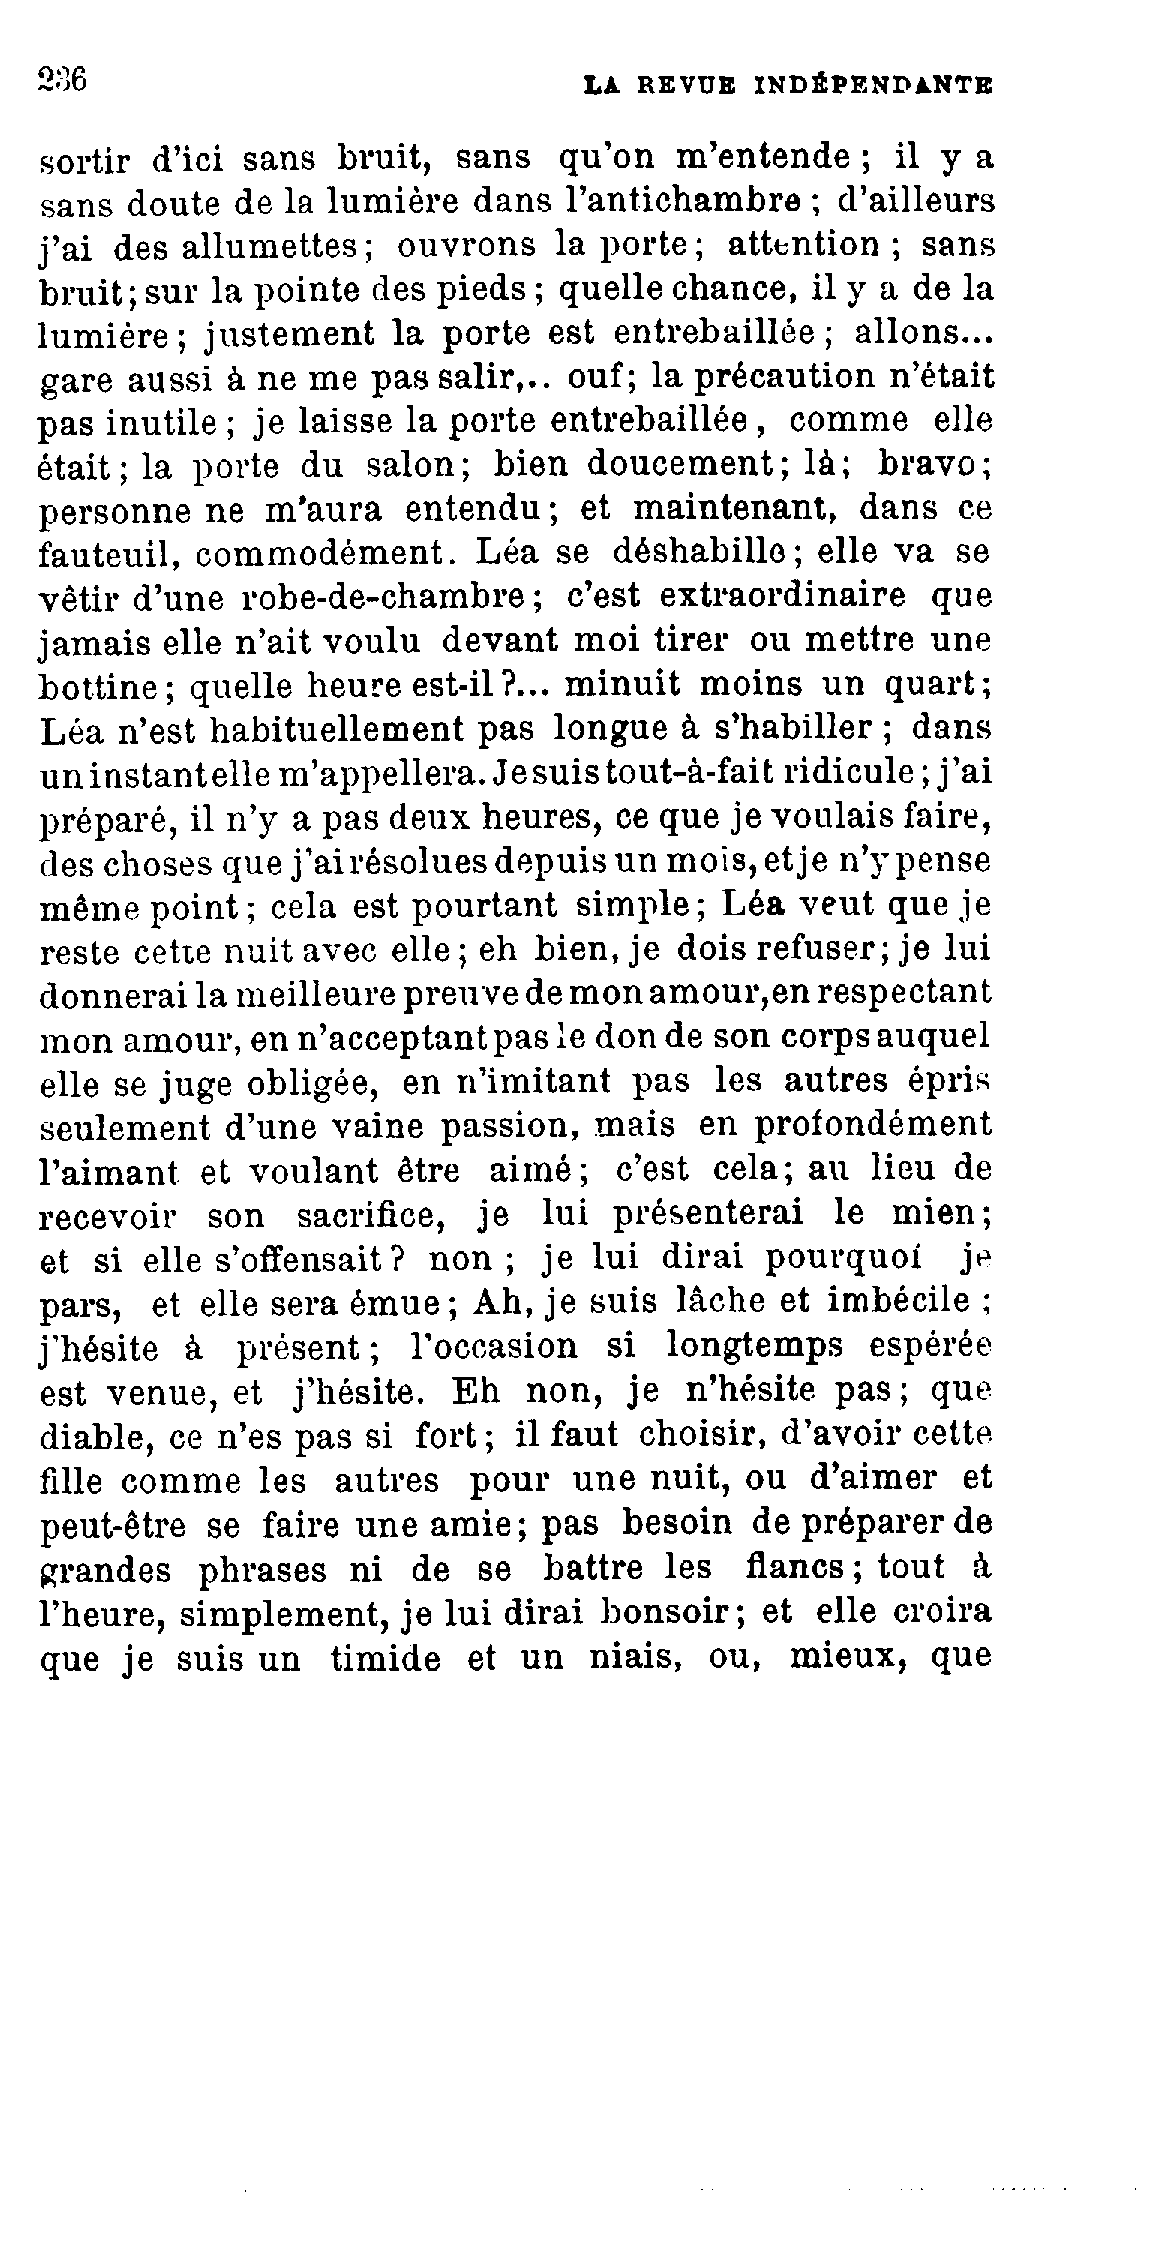 236
LA REVUE INDÉPENDANTE
sortir d'ici sans bruit, sans qu'on m'entende ; il y a
sans doute de la lumière dans l'antichambre ; d'ailleurs
j'ai des allumettes ; ouvrons la porte ; attention ; sans
bruit ; sur la pointe des pieds ; quelle chance, il y a de la
lumière ; justement la porte est entrebaillée ; allons...
gare aussi à ne me pas salir,.. ouf ; la précaution n'était
pas inutile ; je laisse la porte entrebaillée, comme elle
était ; la porte du salon ; bien doucement ; là ; bravo ;
personne ne m'aura entendu ; et maintenant, dans ce
fauteuil, commodément. Léa se déshabille ; elle va se
vêtir d'une robe-de-chambre ; c'est extraordinaire que
jamais elle n'ait voulu devant moi tirer ou mettre une
bottine ; quelle heure est-il ?... minuit moins un quart ;
Léa n'est habituellement pas longue à s'habiller ; dans
un instant elle m'appellera. Je suis tout-à-fait ridicule ; j'ai
préparé, il n'y a pas deux heures, ce que je voulais faire,
des choses que j'ai résolues depuis un mois, et je n'y pense
même point ; cela est pourtant simple ; Léa veut que je
reste cette nuit avec elle ; eh bien, je dois refuser ; je lui
donnerai la meilleure preuve de mon amour, en respectant
mon amour, en n'acceptant pas le don de son corps auquel
elle se juge obligée, en n'imitant pas les autres épris
seulement d'une vaine passion, mais en profondément
l'aimant et voulant être aimé ; c'est cela ; au lieu de
recevoir son sacrifice, je lui présenterai le mien ;
et si elle s'offensait ? non ; je lui dirai pourquoi je
pars, et elle sera émue ; Ah, je suis lâche et imbécile ;
j'hésite à présent ; l'occasion si longtemps espérée
est venue, et j'hésite. Eh non, je n'hésite pas ; que
diable, ce n'es pas si fort ; il faut choisir, d'avoir cette
fille comme les autres pour une nuit, ou d'aimer et
peut-être se faire une amie ; pas besoin de préparer de
grandes phrases ni de se battre les flancs ; tout à
l'heure, simplement, je lui dirai bonsoir ; et elle croira
que je suis un timide et un niais, ou, mieux, que